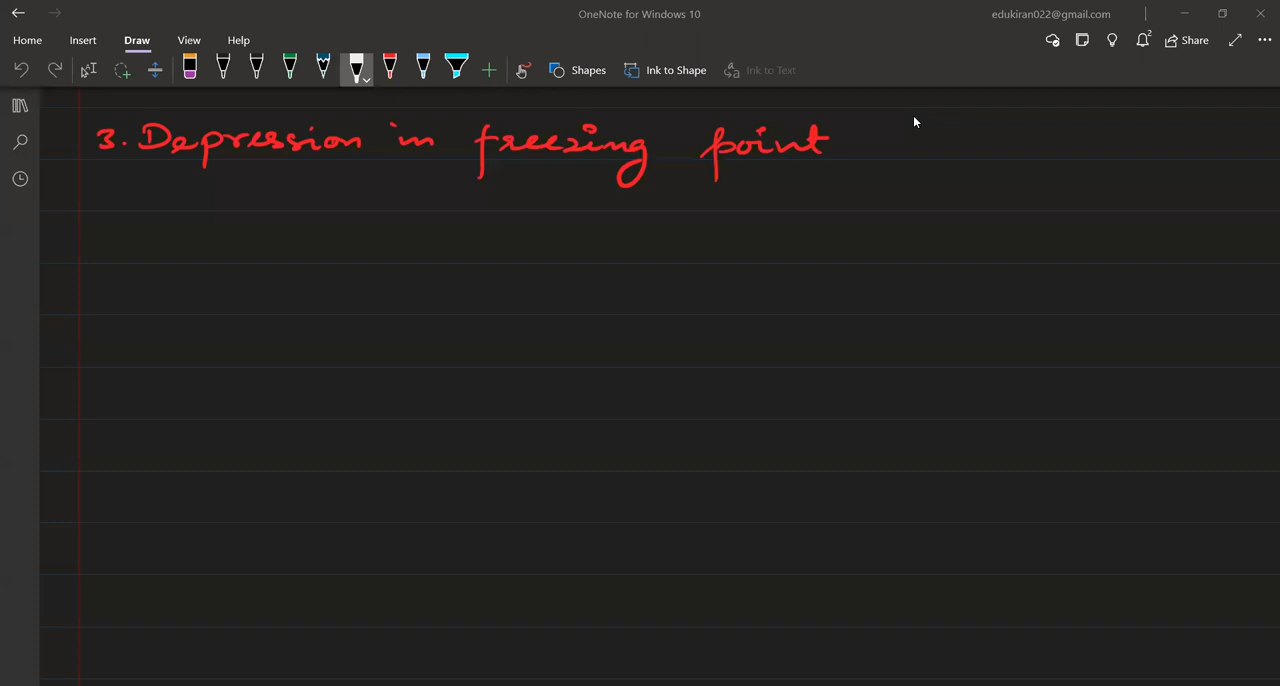 OneNote for Windows 10
edukiran022@gmail.com
Home Insert Draw View Help
2 Share
Shapes Ink to Shape Ink to Text
3. Depression in freezing point